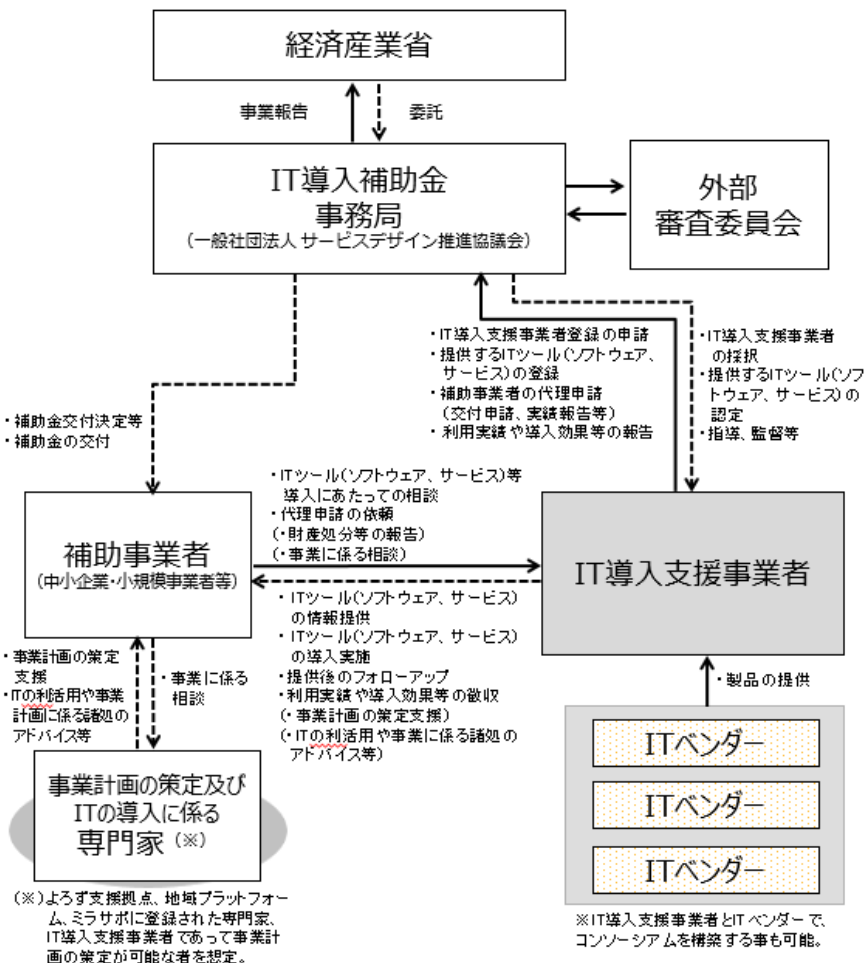 経済産業省
事業報告
委託
IT導入補助金
事務局
（一般社団法人 サービスデザイン推進協議会）
外部
審査委員会
・IT導入支援事業者登録の申請
・提供するITツール（ソフトウェア、
サービス）の登録
・補助事業者の代理申請
（交付申請、実績報告等）
・利用実績や導入効果等の報告
・IT導入支援事業者
の採択
・提供するITツール（ソフ
トウェア、サービス）の
認定
・指導、監督等
・補助金交付決定等
・補助金の交付
・ITツール（ソフトウェア、サービス）等
導入にあたっての相談
・代理申請の依頼
（・財産処分等の報告）
（・事業に係る相談）
補助事業者
（中小企業・小規模事業者等）
IT導入支援事業者
・ITツール（ソフトウェア、サービス）
の情報提供
・ITツール（ソフトウェア、サービス）
の導入実施
・提供後のフォローアップ
・利用実績や導入効果等の徴収
（・事業計画の策定支援）
（・ITの利活用や事業に係る諸処の
アドバイス等）
・事業計画の策定
支援
・ITの利活用や事業
計画に係る諸処の
アドバイス等
・事業に係る
相談
・製品の提供
事業計画の策定及び
ITの導入に係る
専門家（※）
ITベンダー
ITベンダー
ITベンダー
（※）よろず支援拠点、地域プラットフォー
ム、ミラサポに登録された専門家、
IT導入支援事業者であって事業計
画の策定が可能な者を想定。
※IT導入支援事業者とITベンダーで、
コンソーシアムを構築する事も可能。